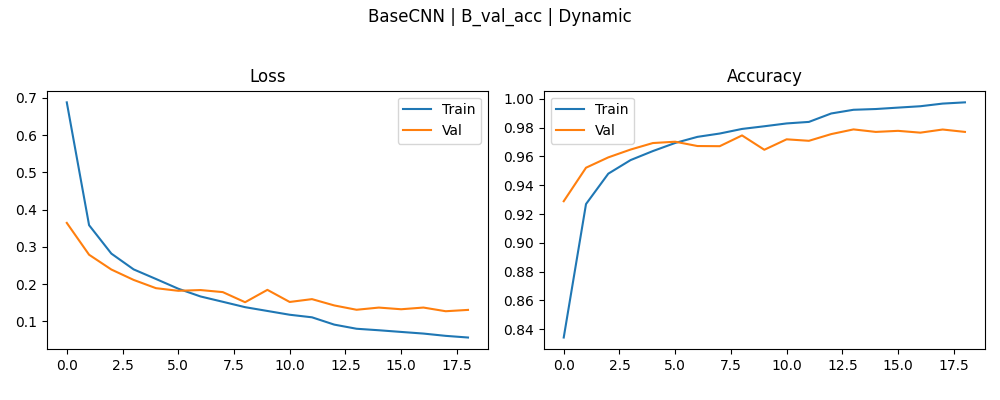 BaseCNN | B_val_acc | Dynamic
Loss
0.7
0.6
0.5
0.4
0.3
0.2
0.1
0.0 2.5 5.0 7.5 10.0 12.5 15.0 17.5
Train
Val
Accuracy
1.00
0.98
0.96
0.94
0.92
0.90
0.88
0.86
0.84
0.0 2.5 5.0 7.5 10.0 12.5 15.0 17.5
Train
Val